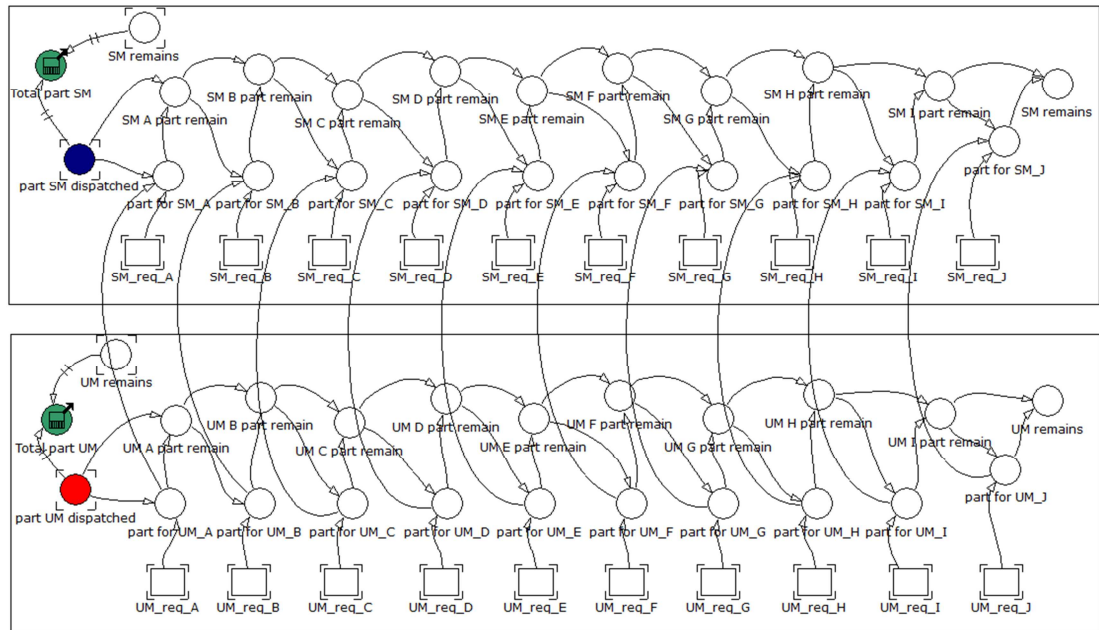 SM remains
Total part SM
SM A part remain
SM B part remain
SM C part remain
SM D part remain
SM E part remain
SM F part remain
SM G part remain
SM H part remain
SM I part remain
SM remains
part SM dispatched
part for SM_A
part for SM_B
part for SM_C
part for SM_D
part for SM_E
part for SM_F
part for SM_G
part for SM_H
part for SM_I
part for SM_J
SM_req_A
SM_req_B
SM_req_C
SM_req_D
SM_req_E
SM_req_F
SM_req_G
SM_req_H
SM_req_I
SM_req_J
UM remains
Total part UM
UM A part remain
UM B part remain
UM C part remain
UM D part remain
UM E part remain
UM F part remain
UM G part remain
UM H part remain
UM I part remain
UM remains
part UM dispatched
part for UM_A
part for UM_B
part for UM_C
part for UM_D
part for UM_E
part for UM_F
part for UM_G
part for UM_H
part for UM_I
part for UM_J
UM_req_A
UM_req_B
UM_req_C
UM_req_D
UM_req_E
UM_req_F
UM_req_G
UM_req_H
UM_req_I
UM_req_J